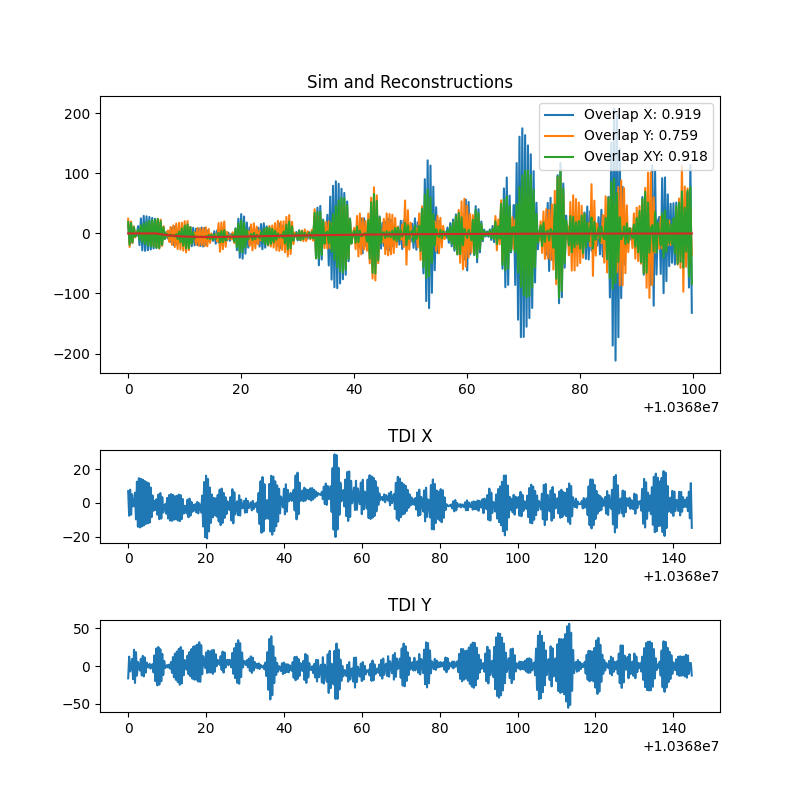 Sim and Reconstructions
Overlap X: 0.919
Overlap Y: 0.759
Overlap XY: 0.918
200
100
0
−100
−200
0 20 40 60 80 100
+1.0368e7
TDI X
20
0
−20
0 20 40 60 80 100 120 140
+1.0368e7
TDI Y
50
0
−50
0 20 40 60 80 100 120 140
+1.0368e7